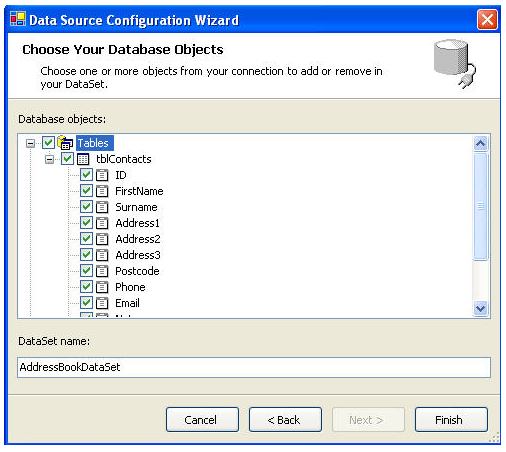 Data Source Configuration Wizard
Choose Your Database Objects
Choose one or more objects from your connection to add or remove in
your DataSet.
Database objects:
Tables
tblContacts
ID
FirstName
Surname
Address1
Address2
Address3
Postcode
Phone
Email
DataSet name:
AddressBookDataSet
Cancel
< Back
Next >
Finish